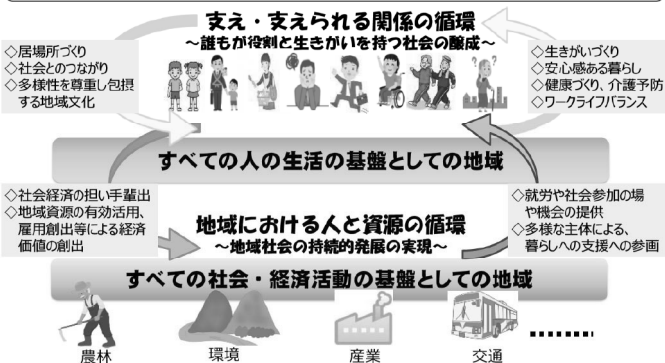 支え・支えられる関係の循環
～誰もが役割と生きがいを持つ社会の醸成～
◇居場所づくり
◇社会とのつながり
◇多様性を尊重し包摂
する地域文化
◇生きがいづくり
◇安心感ある暮らし
◇健康づくり、介護予防
◇ワークライフバランス
すべての人の生活の基盤としての地域
◇社会経済の担い手輩出
◇地域資源の有効活用、
雇用創出等による経済
価値の創出
地域における人と資源の循環
～地域社会の持続的発展の実現～
◇就労や社会参加の場
や機会の提供
◇多様な主体による、
暮らしへの支援への参画
すべての社会・経済活動の基盤としての地域
農林
環境
産業
交通